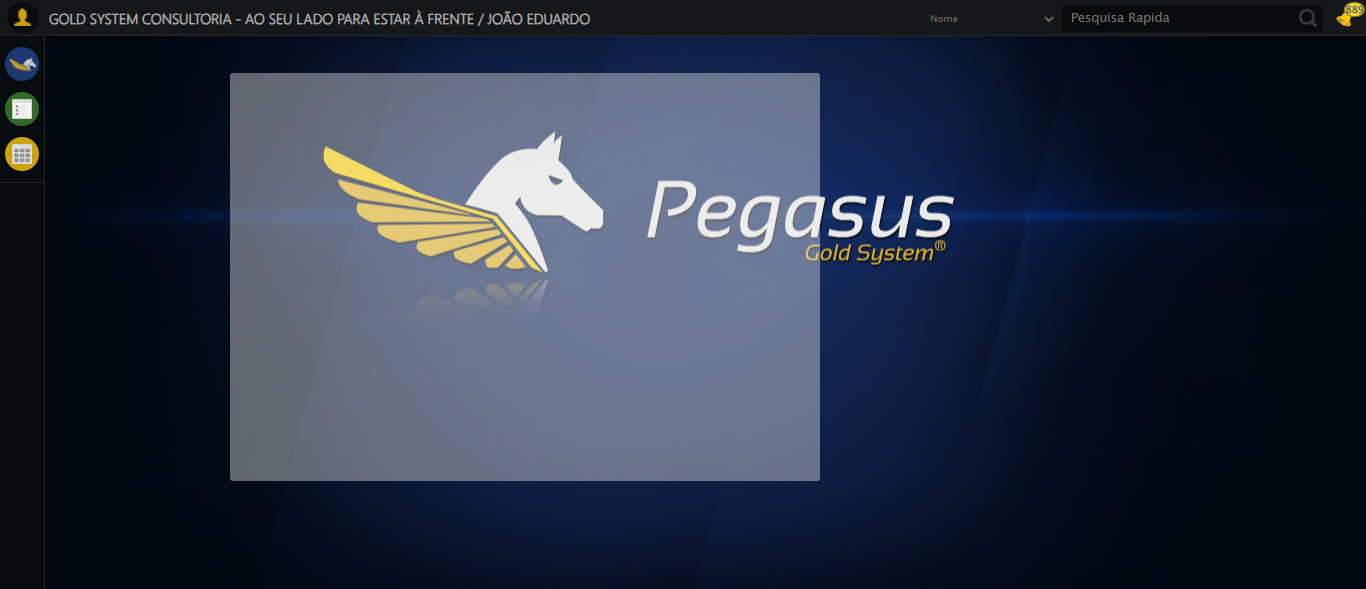 GOLD SYSTEM CONSULTORIA - AO SEU LADO PARA ESTAR À FRENTE / JOÃO EDUARDO
Nome
Pesquisa Rapida
889
Pegasus
Gold System®